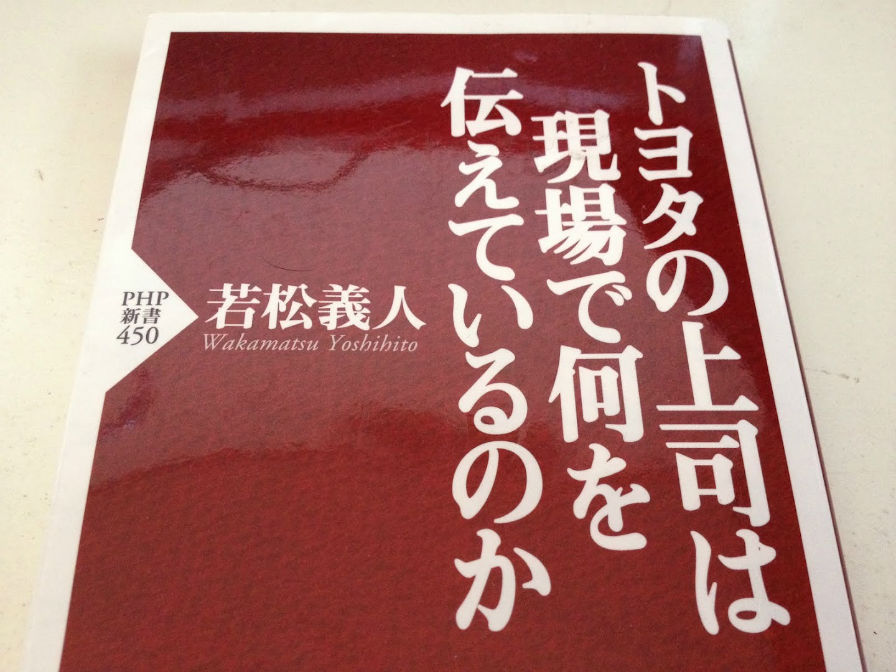 トヨタの上司は
現場で何を
伝えているのか
若松義人
Wakamatsu Yoshihito
PHP
新書
450